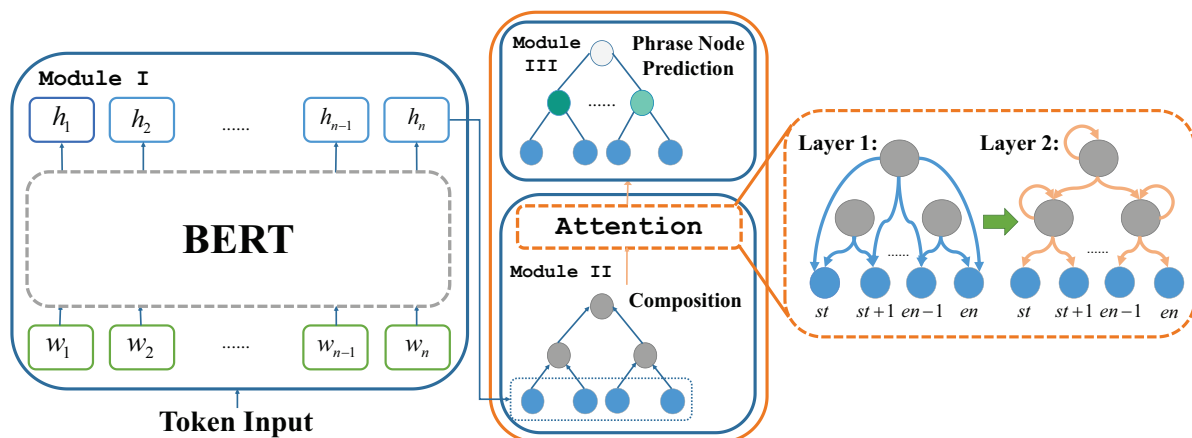 Module I
h1 h2 ...... hn−1 hn
BERT
w1 w2 ...... wn−1 wn
Token Input
Module
III
Phrase Node
Prediction
......
Attention
Module II
Composition
Layer 1:
......
st st+1 en−1 en
Layer 2:
......
st st+1 en−1 en